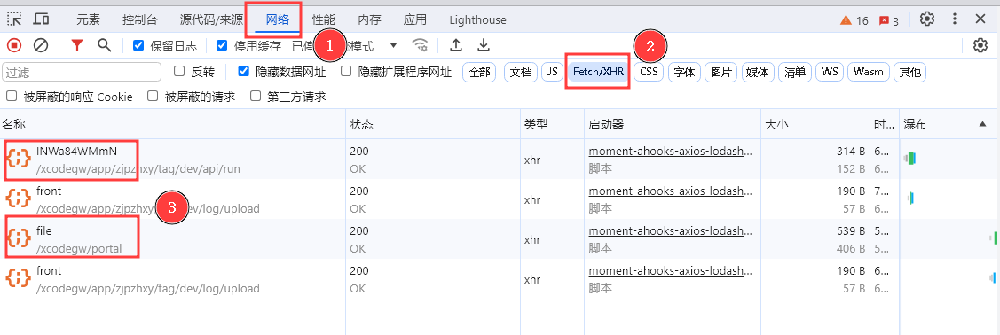 元素 控制台 源代码/来源 网络 性能 内存 应用 Lighthouse 16 3
保留日志 停用缓存 已停 1 模式 2
过滤 反转 隐藏数据网址 隐藏扩展程序网址 全部 文档 JS Fetch/XHR CSS 字体 图片 媒体 清单 WS Wasm 其他
被屏蔽的响应 Cookie 被屏蔽的请求 第三方请求
名称 状态 类型 启动器 大小 时... 瀑布
INWa84WMmN 200 xhr moment-ahooks-axios-lodash... 314 B 6...
/xcodegw/app/zjpzhxy/tag/dev/api/run OK 脚本 152 B 6...
front 200 xhr moment-ahooks-axios-lodash... 190 B 7...
/xcodegw/app/zjpzhxy/ 3 dev/log/upload OK 脚本 57 B 6...
file 200 xhr moment-ahooks-axios-lodash... 539 B 5...
/xcodegw/portal OK 脚本 406 B 5...
front 200 xhr moment-ahooks-axios-lodash... 190 B 6...
/xcodegw/app/zjpzhxy/tag/dev/log/upload OK 脚本 57 B 6...